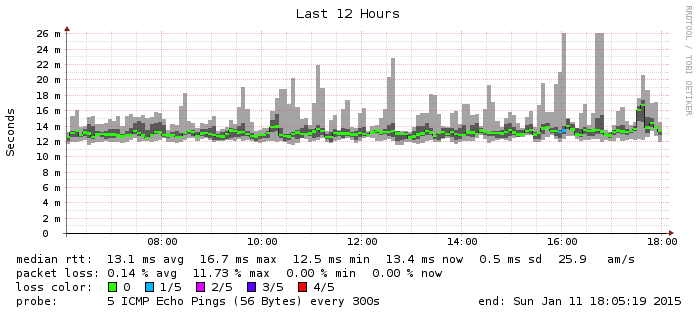 Last 12 Hours
RRDTOOL / TOBI OETIKER
Seconds
26 m
24 m
22 m
20 m
18 m
16 m
14 m
12 m
10 m
8 m
6 m
4 m
2 m
0
08:00 10:00 12:00 14:00 16:00 18:00
median rtt: 13.1 ms avg 16.7 ms max 12.5 ms min 13.4 ms now 0.5 ms sd 25.9 am/s
packet loss: 0.14 % avg 11.73 % max 0.00 % min 0.00 % now
loss color: 0 1/5 2/5 3/5 4/5
probe: 5 ICMP Echo Pings (56 Bytes) every 300s end: Sun Jan 11 18:05:19 2015